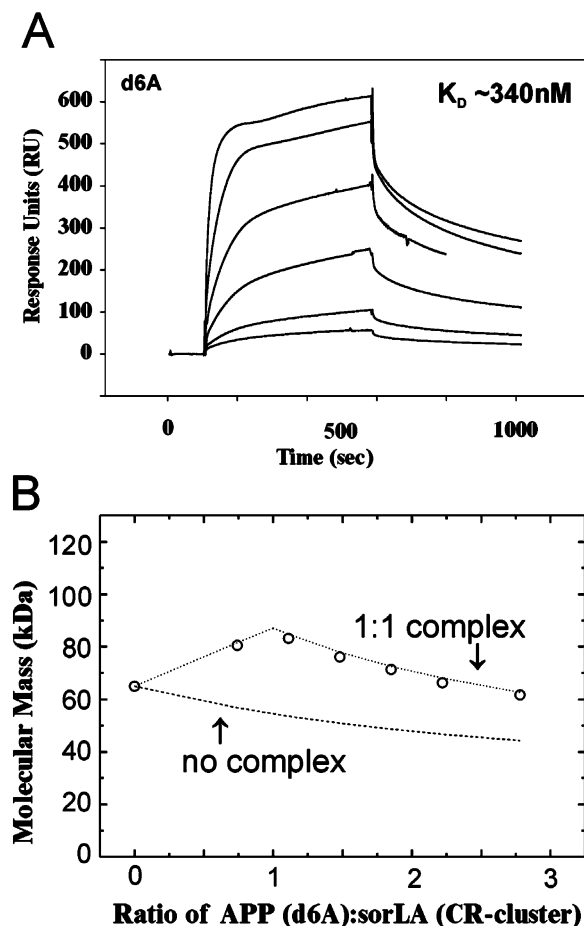 A
d6A
K_D ~340nM
600
500
400
300
200
100
0
Response Units (RU)
0
500
1000
Time (sec)
B
120
100
80
60
40
20
0
Molecular Mass (kDa)
1:1 complex
no complex
0
1
2
3
Ratio of APP (d6A):sorLA (CR-cluster)